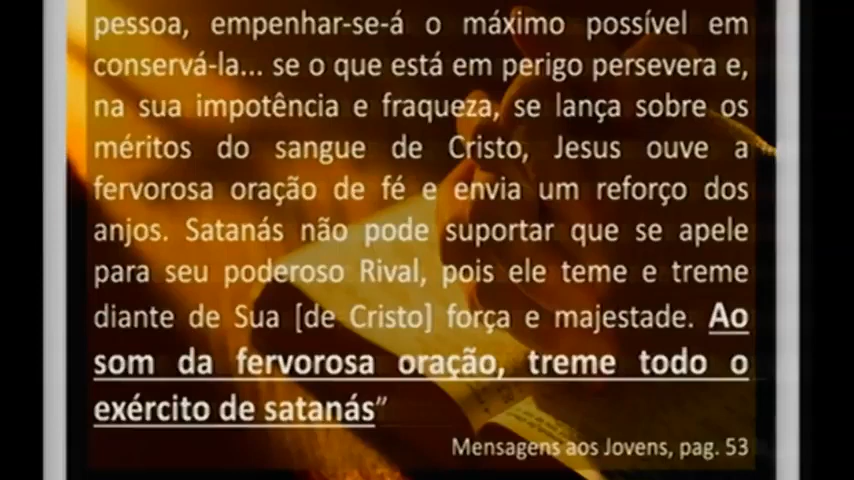 pessoa, empenhar-se-á o máximo possível em
conservá-la... se o que está em perigo persevera e,
na sua impotência e fraqueza, se lança sobre os
méritos do sangue de Cristo, Jesus ouve a
fervorosa oração de fé e envia um reforço dos
anjos. Satanás não pode suportar que se apele
para seu poderoso Rival, pois ele teme e treme
diante de Sua [de Cristo] força e majestade. Ao
som da fervorosa oração, treme todo o
exército de satanás”
Mensagens aos Jovens, pag. 53